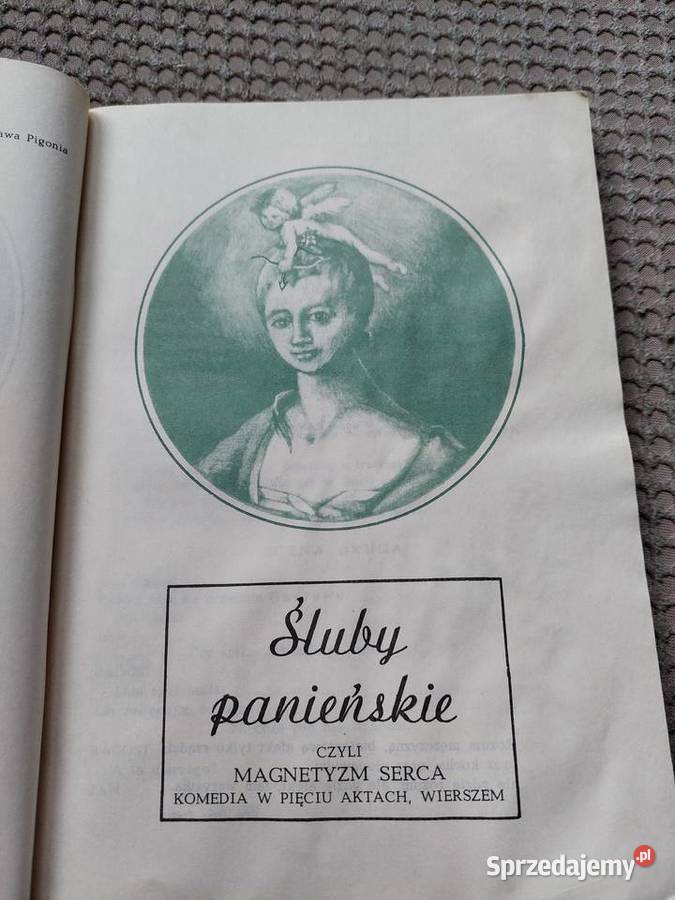 awa Pigonia
Śluby
panieńskie
CZYLI
MAGNETYZM SERCA
KOMEDIA W PIĘCIU AKTACH, WIERSZEM
Sprzedajemy.pl